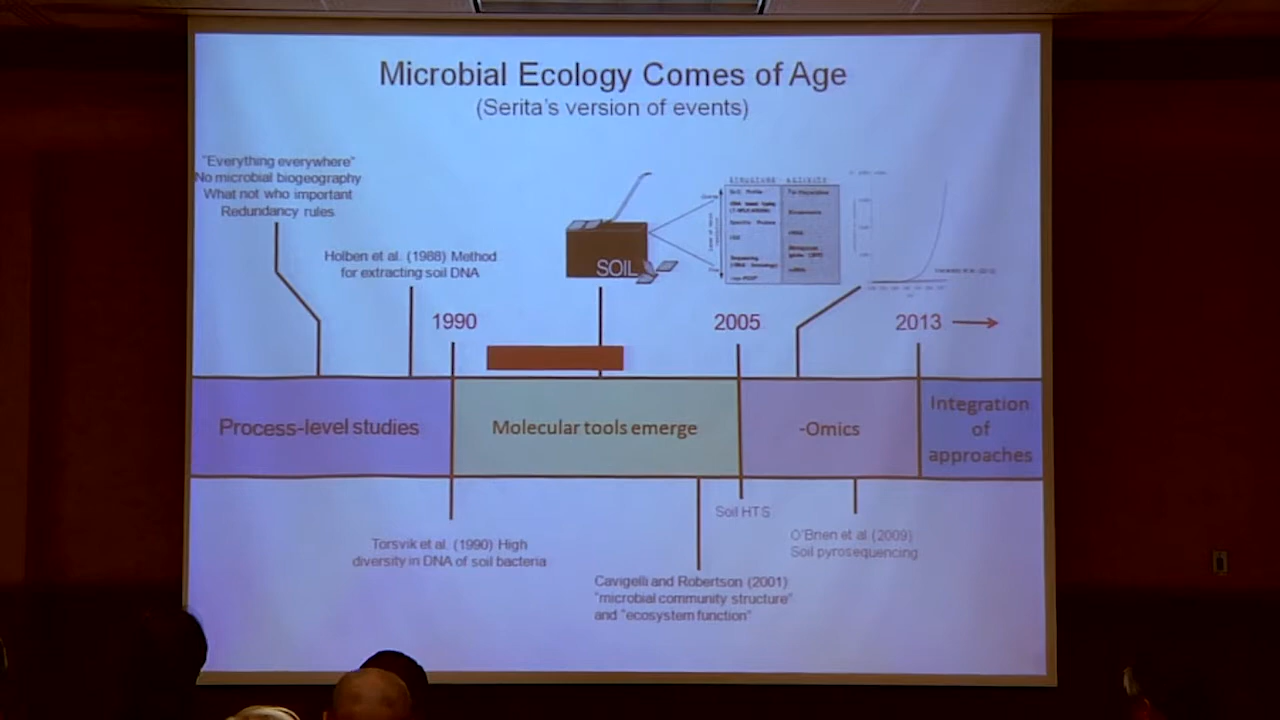 Microbial Ecology Comes of Age
(Serita's version of events)
"Everything everywhere"
No microbial biogeography
What not who important
Redundancy rules
Holben et al. (1988) Method
for extracting soil DNA
SOIL
STRUCTURE ACTIVITY
1990
2005
2013
Process-level studies
Molecular tools emerge
-Omics
Integration
of
approaches
Soil HTS
Torsvik et al. (1990) High
diversity in DNA of soil bacteria
O'Brien et al. (2009)
Soil pyrosequencing
Cavigelli and Robertson (2001)
"microbial community structure"
and "ecosystem function"